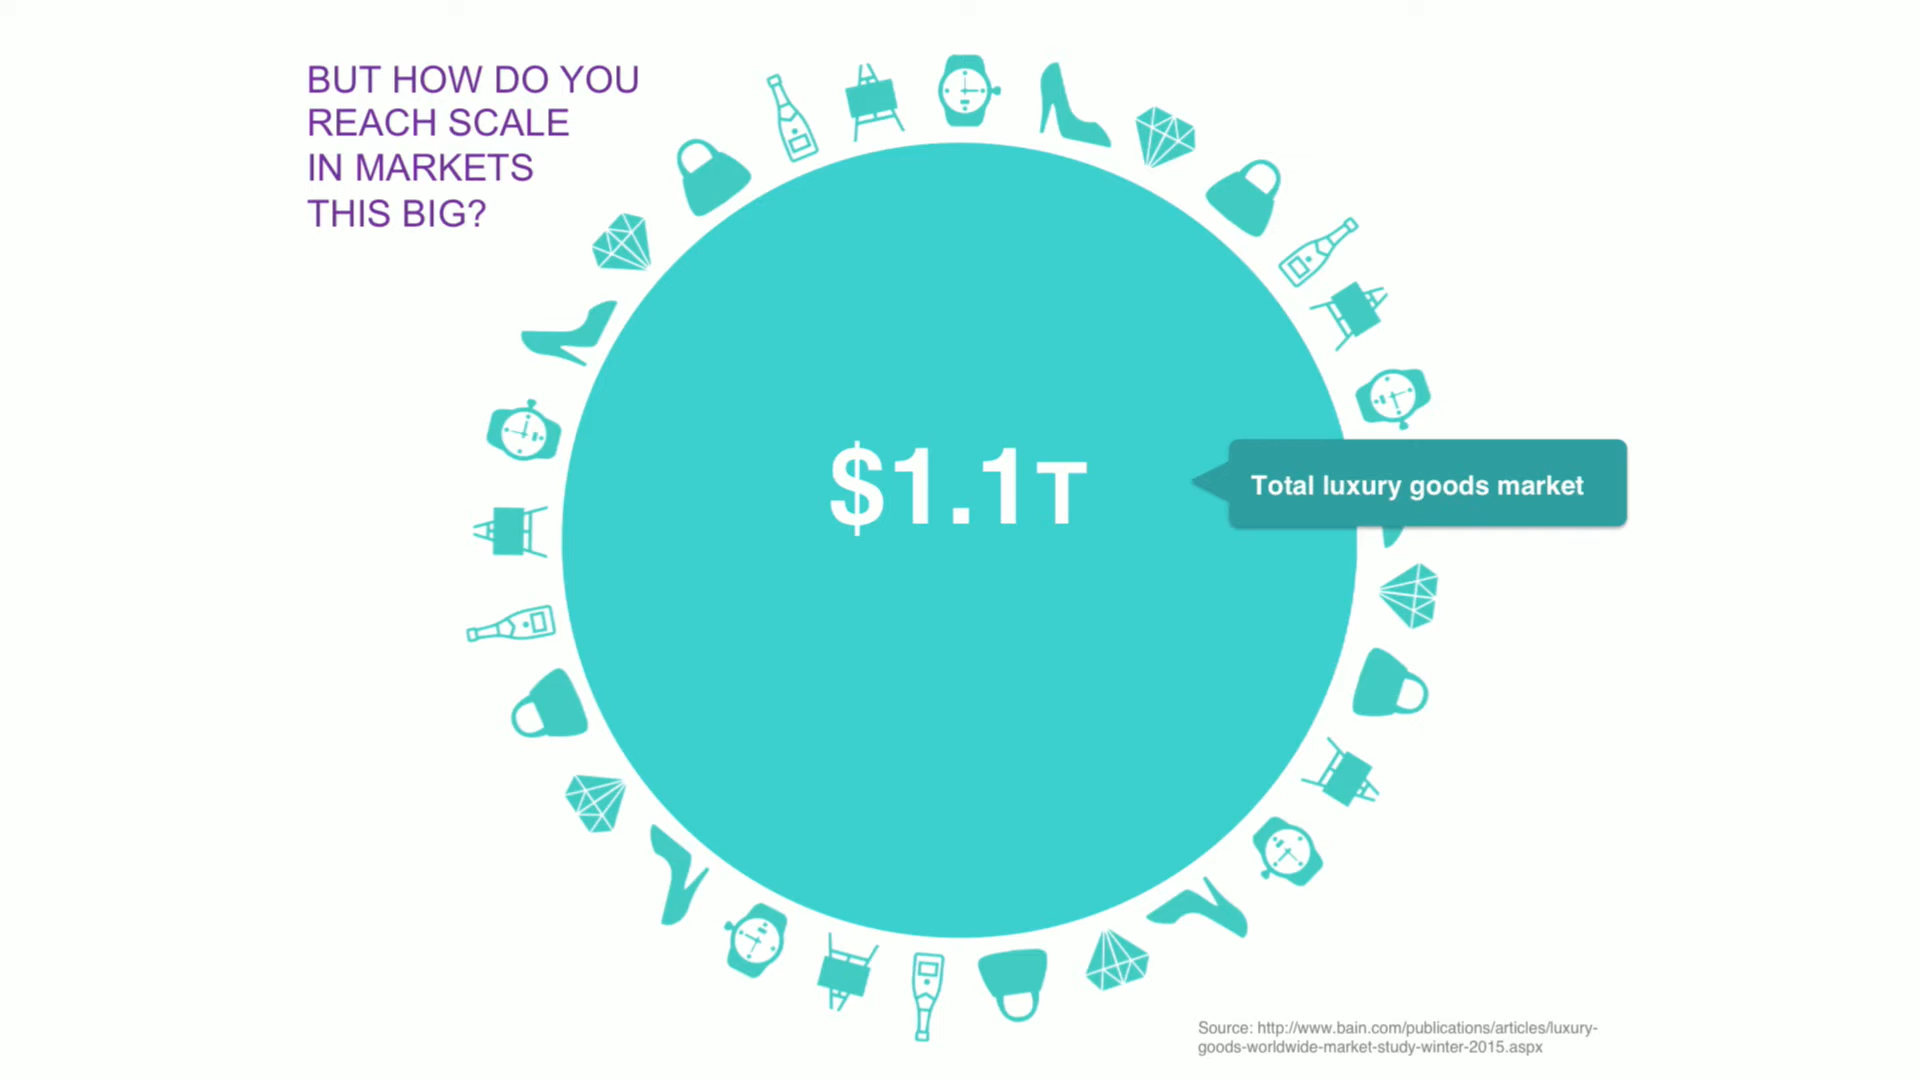 BUT HOW DO YOU
REACH SCALE
IN MARKETS
THIS BIG?
$1.1T
Total luxury goods market
Source: http://www.bain.com/publications/articles/luxury-
goods-worldwide-market-study-winter-2015.aspx